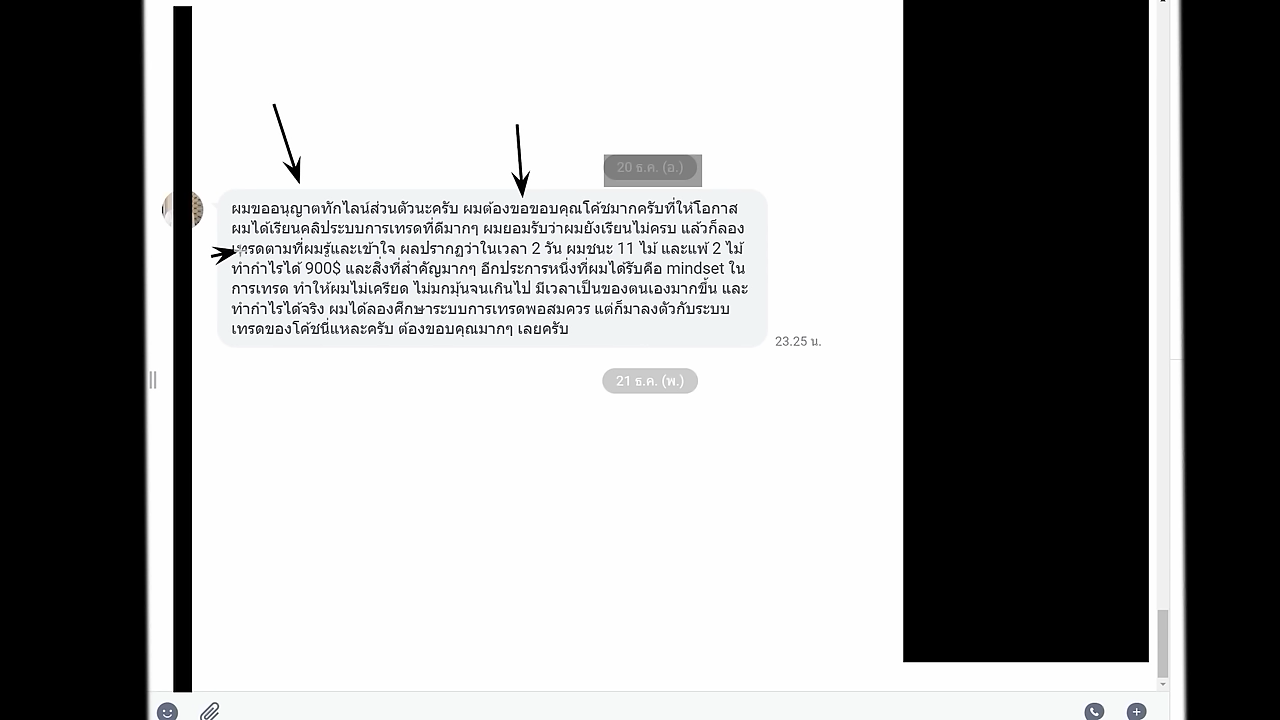 20 ธ.ค. (อ.)
ผมขออนุญาตทักไลน์ส่วนตัวนะครับ ผมต้องขอขอบคุณโค้ชมากครับที่ให้โอกาส
ผมได้เรียนคลิประบบการเทรดที่ดีมากๆ ผมยอมรับว่าผมยังเรียนไม่ครบ แล้วก็ลอง
เทรดตามที่ผมรู้และเข้าใจ ผลปรากฏว่าในเวลา 2 วัน ผมชนะ 11 ไม้ และแพ้ 2 ไม้
ทำกำไรได้ 900$ และสิ่งที่สำคัญมากๆ อีกประการหนึ่งที่ผมได้รับคือ mindset ใน
การเทรด ทำให้ผมไม่เครียด ไม่มกมุ้นจนเกินไป มีเวลาเป็นของตนเองมากขึ้น และ
ทำกำไรได้จริง ผมได้ลองศึกษาระบบการเทรดพอสมควร แต่ก็มาลงตัวกับระบบ
เทรดของโค้ชนี่แหละครับ ต้องขอบคุณมากๆ เลยครับ
23.25 น.
21 ธ.ค. (พ.)